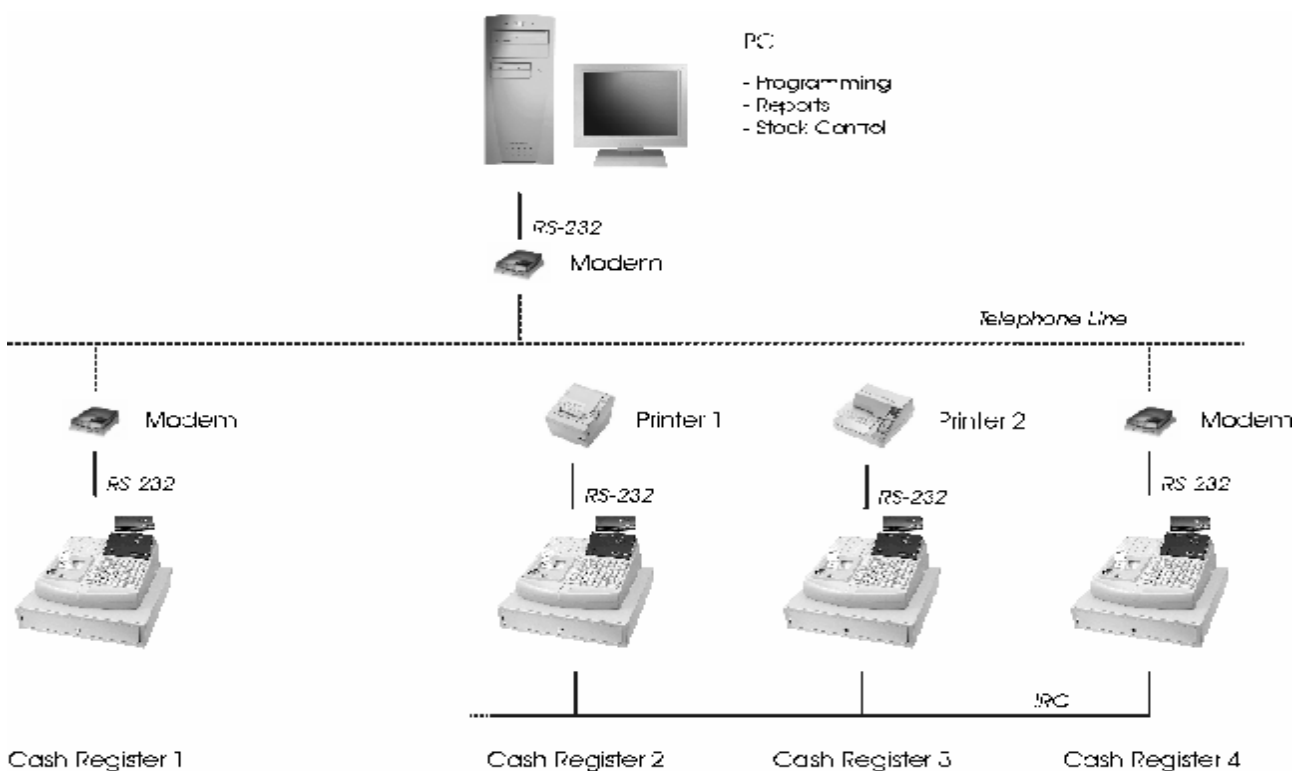 PC
- Programming
- Reports
- Stock Control
RS-232
Modem
Telephone Line
Modem
Printer 1
Printer 2
Modem
RS-232
RS-232
RS-232
RS-232
IRC
Cash Register 1
Cash Register 2
Cash Register 3
Cash Register 4